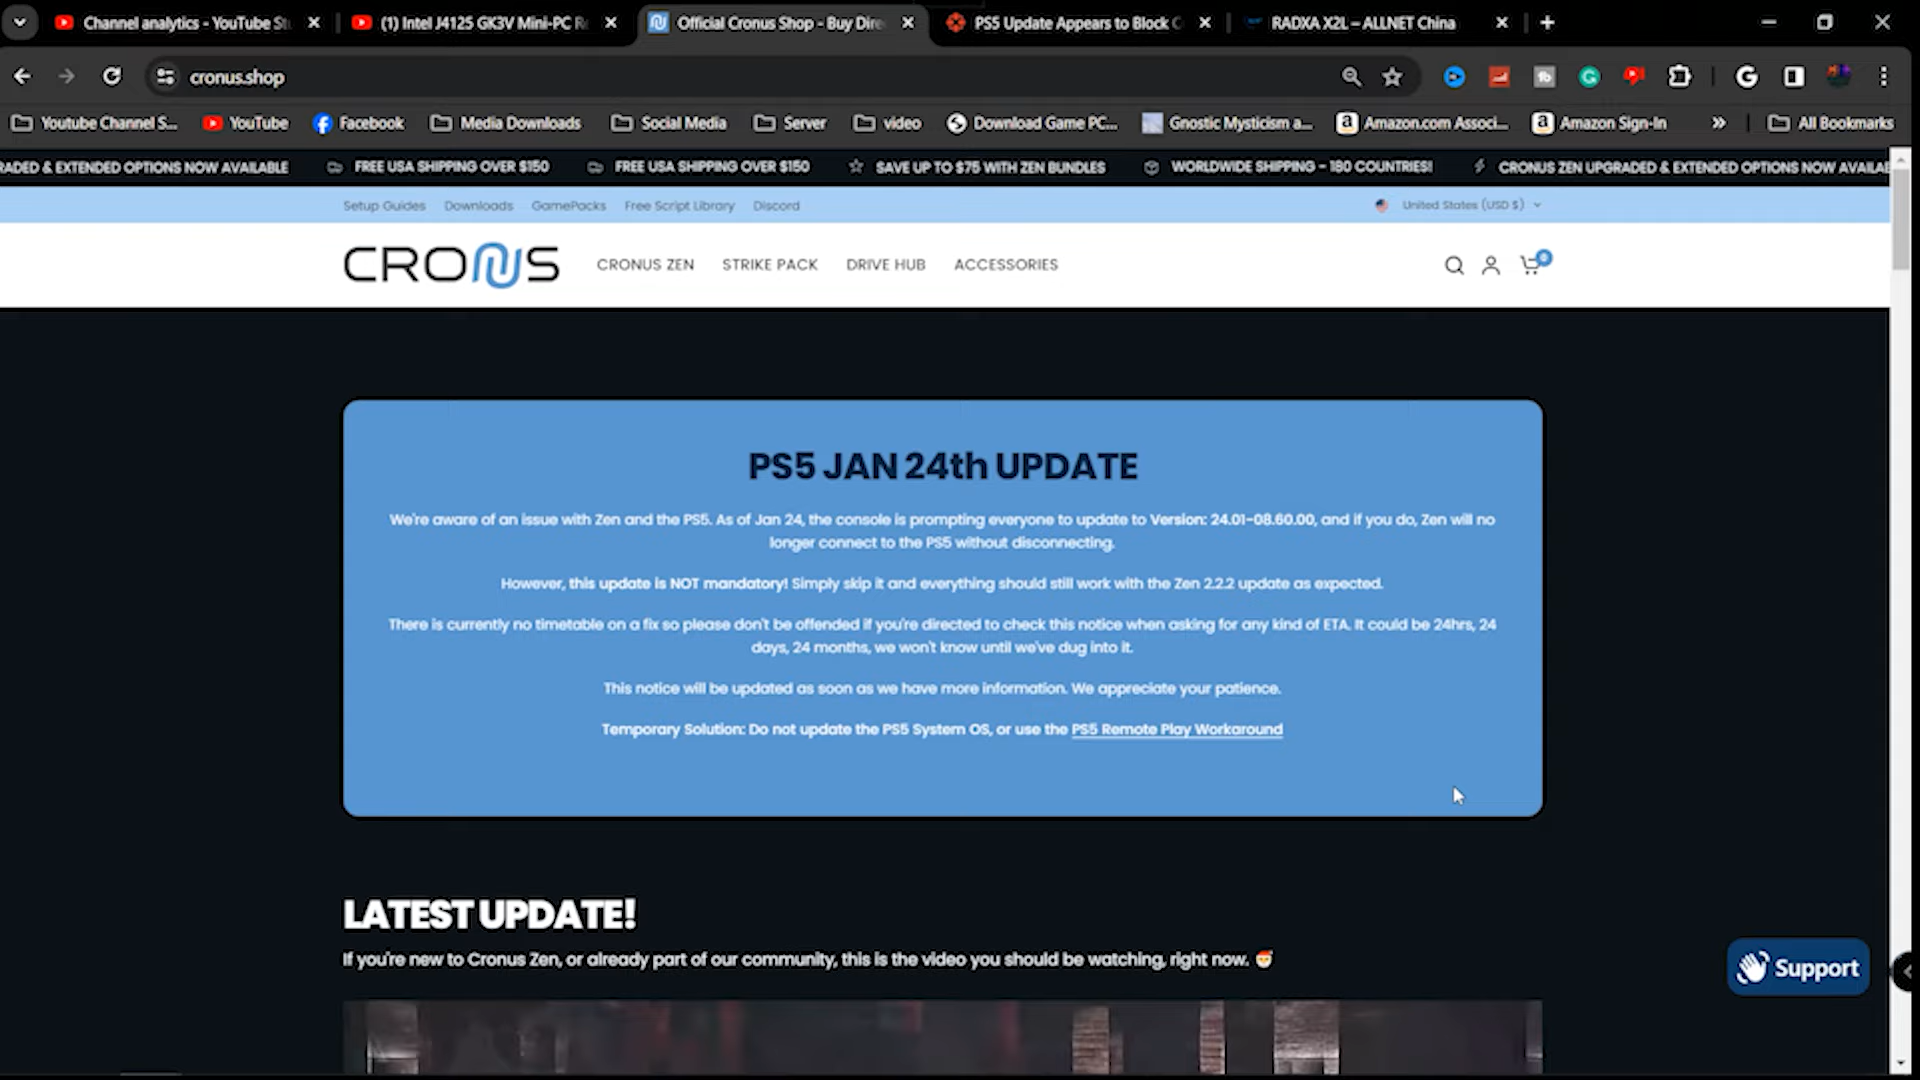 Channel analytics - YouTube St
(1) Intel J4125 GK3V Mini-PC R
Official Cronus Shop - Buy Dire
PS5 Update Appears to Block C
RADXA X2L – ALLNET China
cronus.shop
Youtube Channel S...
YouTube
Facebook
Media Downloads
Social Media
Server
video
Download Game PC...
Gnostic Mysticism a...
Amazon.com Associ...
Amazon Sign-In
»
All Bookmarks
RADED & EXTENDED OPTIONS NOW AVAILABLE
FREE USA SHIPPING OVER $150
FREE USA SHIPPING OVER $150
SAVE UP TO $75 WITH ZEN BUNDLES
WORLDWIDE SHIPPING – 180 COUNTRIES!
CRONUS ZEN UPGRADED & EXTENDED OPTIONS NOW AVAILAB
Setup Guides
Downloads
GamePacks
Free Script Library
Discord
United States (USD $)
CRONUS
CRONUS ZEN
STRIKE PACK
DRIVE HUB
ACCESSORIES
0
PS5 JAN 24th UPDATE
We're aware of an issue with Zen and the PS5. As of Jan 24, the console is prompting everyone to update to Version: 24.01-08.60.00, and if you do, Zen will no
longer connect to the PS5 without disconnecting.
However, this update is NOT mandatory! Simply skip it and everything should still work with the Zen 2.2.2 update as expected.
There is currently no timetable on a fix so please don't be offended if you're directed to check this notice when asking for any kind of ETA. It could be 24hrs, 24
days, 24 months, we won't know until we've dug into it.
This notice will be updated as soon as we have more information. We appreciate your patience.
Temporary Solution: Do not update the PS5 System OS, or use the PS5 Remote Play Workaround
LATEST UPDATE!
If you're new to Cronus Zen, or already part of our community, this is the video you should be watching, right now. 🎅
Support